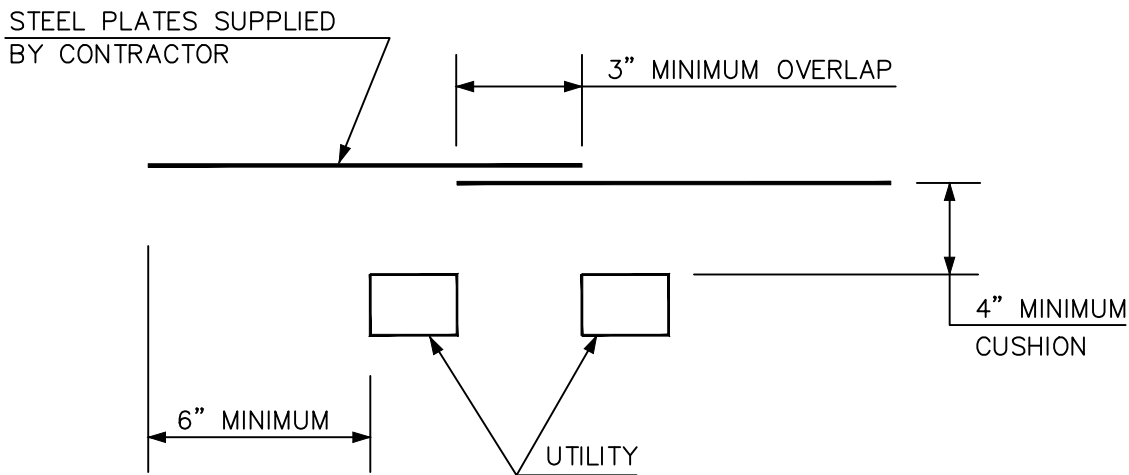 STEEL PLATES SUPPLIED
BY CONTRACTOR
3” MINIMUM OVERLAP
4” MINIMUM
CUSHION
6” MINIMUM
UTILITY